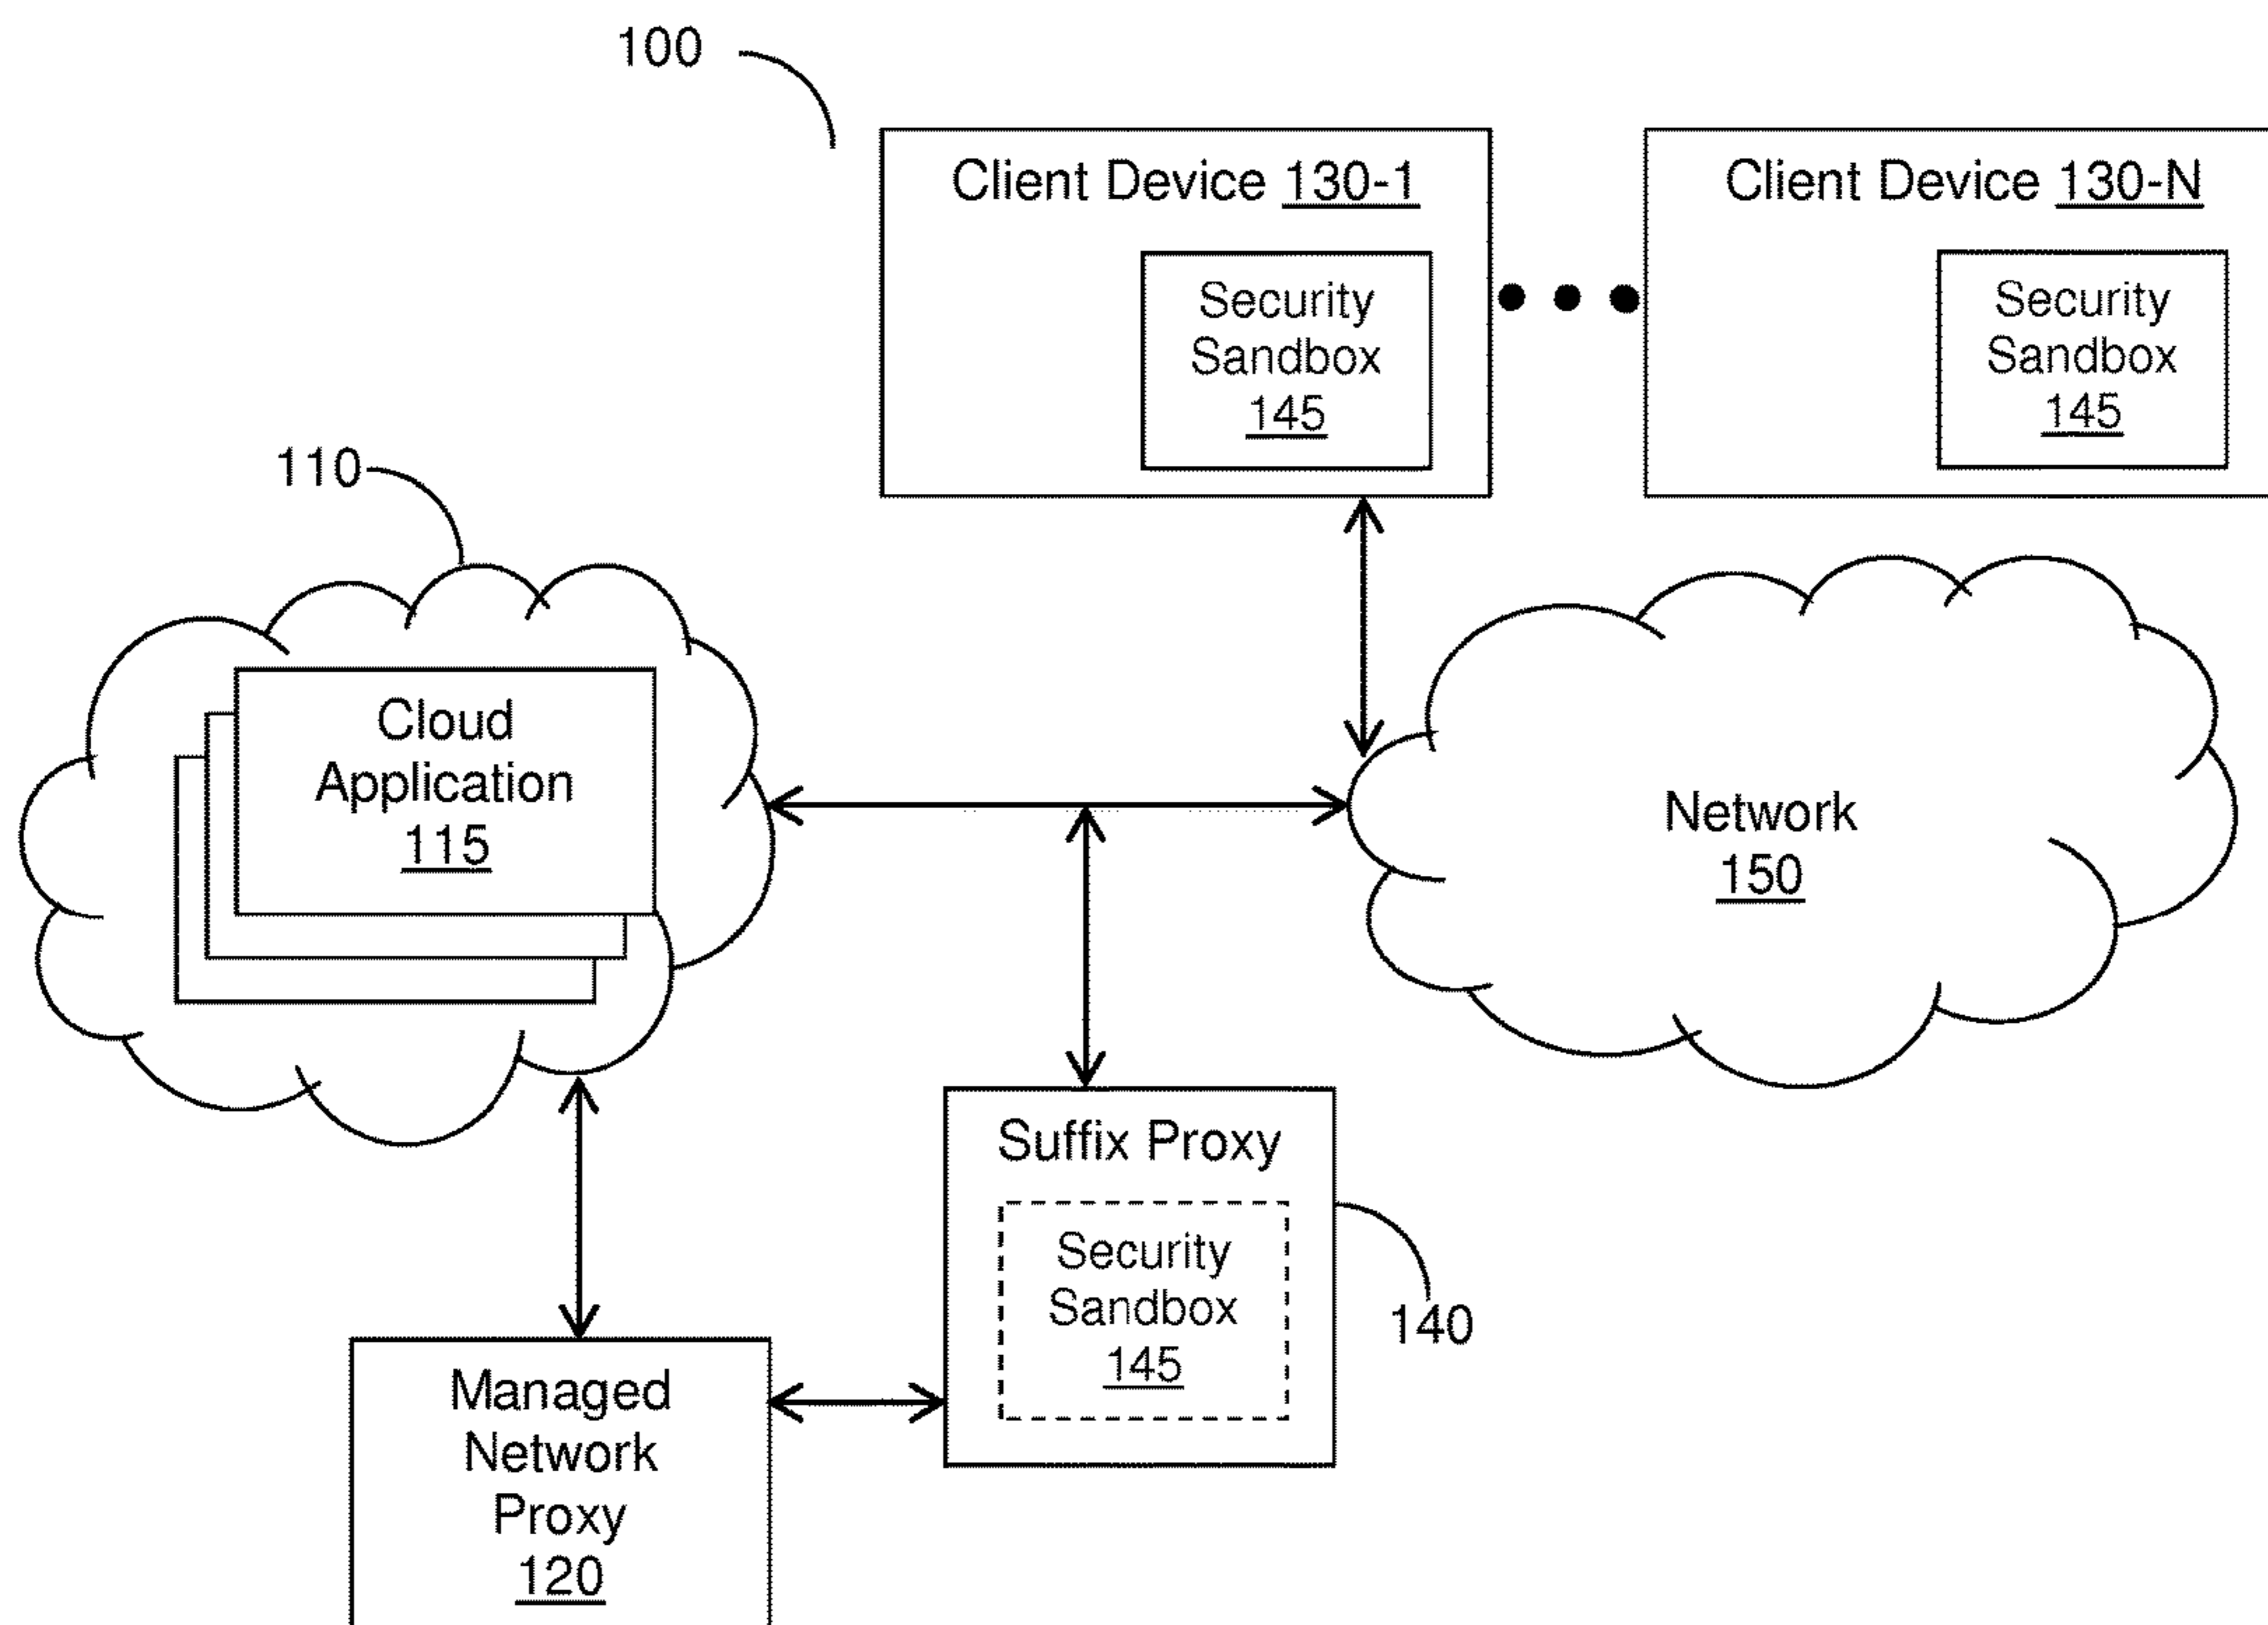 100
Client Device 130-1
Security
Sandbox
145
Client Device 130-N
Security
Sandbox
145
110
Cloud
Application
115
Network
150
Suffix Proxy
Security
Sandbox
145
140
Managed
Network
Proxy
120